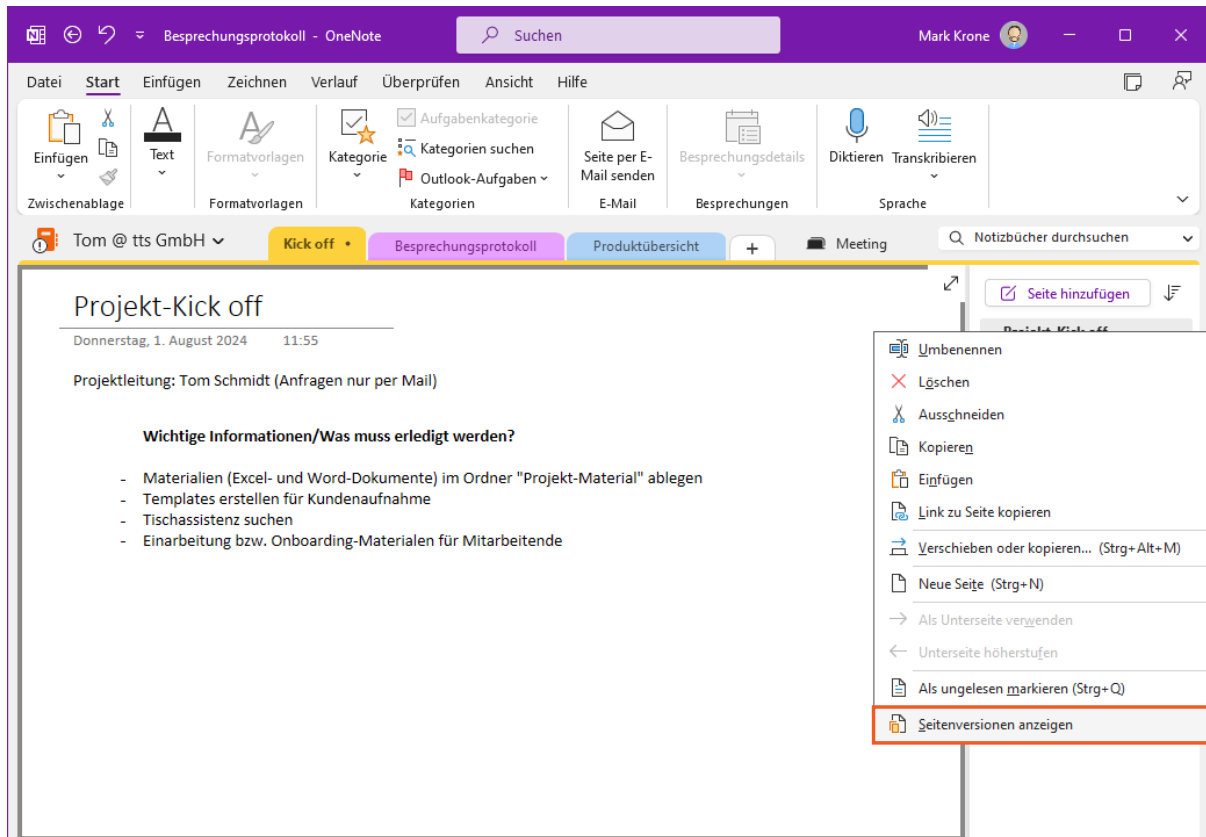 Besprechungsprotokoll - OneNote
Suchen
Mark Krone
Datei Start Einfügen Zeichnen Verlauf Überprüfen Ansicht Hilfe
Einfügen
Zwischenablage
Text
Formatvorlagen
Formatvorlagen
Kategorie
Aufgabenkategorie
Kategorien suchen
Outlook-Aufgaben
Kategorien
Seite per E-
Mail senden
E-Mail
Besprechungsdetails
Besprechungen
Diktieren Transkribieren
Sprache
Tom @ tts GmbH
Kick off •
Besprechungsprotokoll
Produktübersicht
+
Meeting
Notizbücher durchsuchen
Projekt-Kick off
Donnerstag, 1. August 2024 11:55
Projektleitung: Tom Schmidt (Anfragen nur per Mail)
Wichtige Informationen/Was muss erledigt werden?
- Materialien (Excel- und Word-Dokumente) im Ordner "Projekt-Material" ablegen
- Templates erstellen für Kundenaufnahme
- Tischassistenz suchen
- Einarbeitung bzw. Onboarding-Materialen für Mitarbeitende
Seite hinzufügen
Projekt-Kick off
Umbenennen
Löschen
Ausschneiden
Kopieren
Einfügen
Link zu Seite kopieren
Verschieben oder kopieren... (Strg+Alt+M)
Neue Seite (Strg+N)
Als Unterseite verwenden
Unterseite höherstufen
Als ungelesen markieren (Strg+Q)
Seitenversionen anzeigen